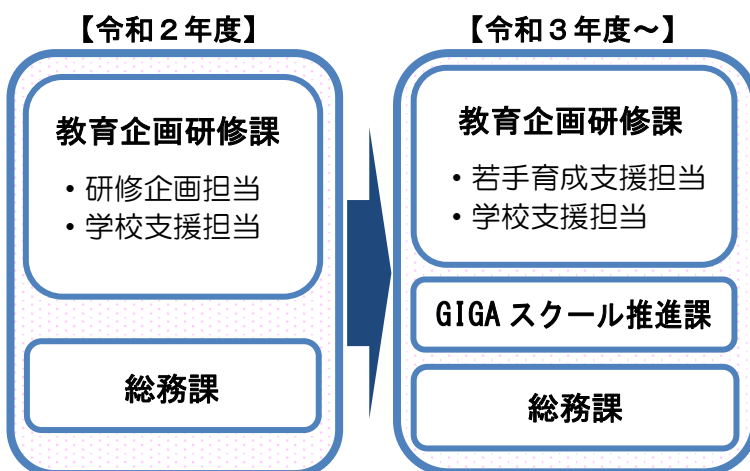 【令和２年度】
教育企画研修課
・研修企画担当
・学校支援担当
総務課
【令和３年度～】
教育企画研修課
・若手育成支援担当
・学校支援担当
GIGAスクール推進課
総務課